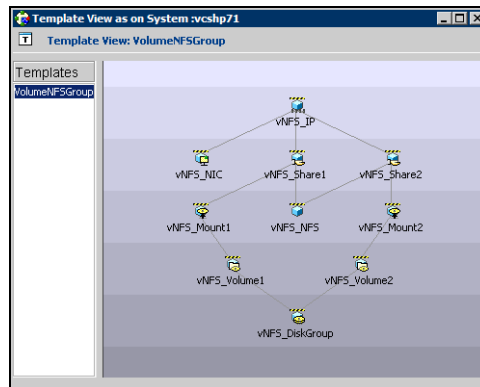 Template View as on System :vcshp71
T Template View: VolumeNFSGroup
Templates
VolumeNFSGroup
vNFS_IP
vNFS_NIC vNFS_Share1 vNFS_Share2
vNFS_Mount1 vNFS_NFS vNFS_Mount2
vNFS_Volume1 vNFS_Volume2
vNFS_DiskGroup